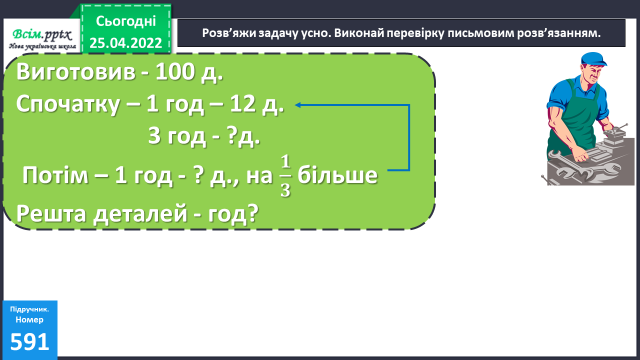 Всім.pptx
Нова українська школа
Сьогодні
25.04.2022
Розв’яжи задачу усно. Виконай перевірку письмовим розв’язанням.
Виготовив - 100 д.
Спочатку – 1 год – 12 д.
3 год - ?д.
Потім – 1 год - ? д., на 1/3 більше
Решта деталей - год?
Підручник.
Номер
591